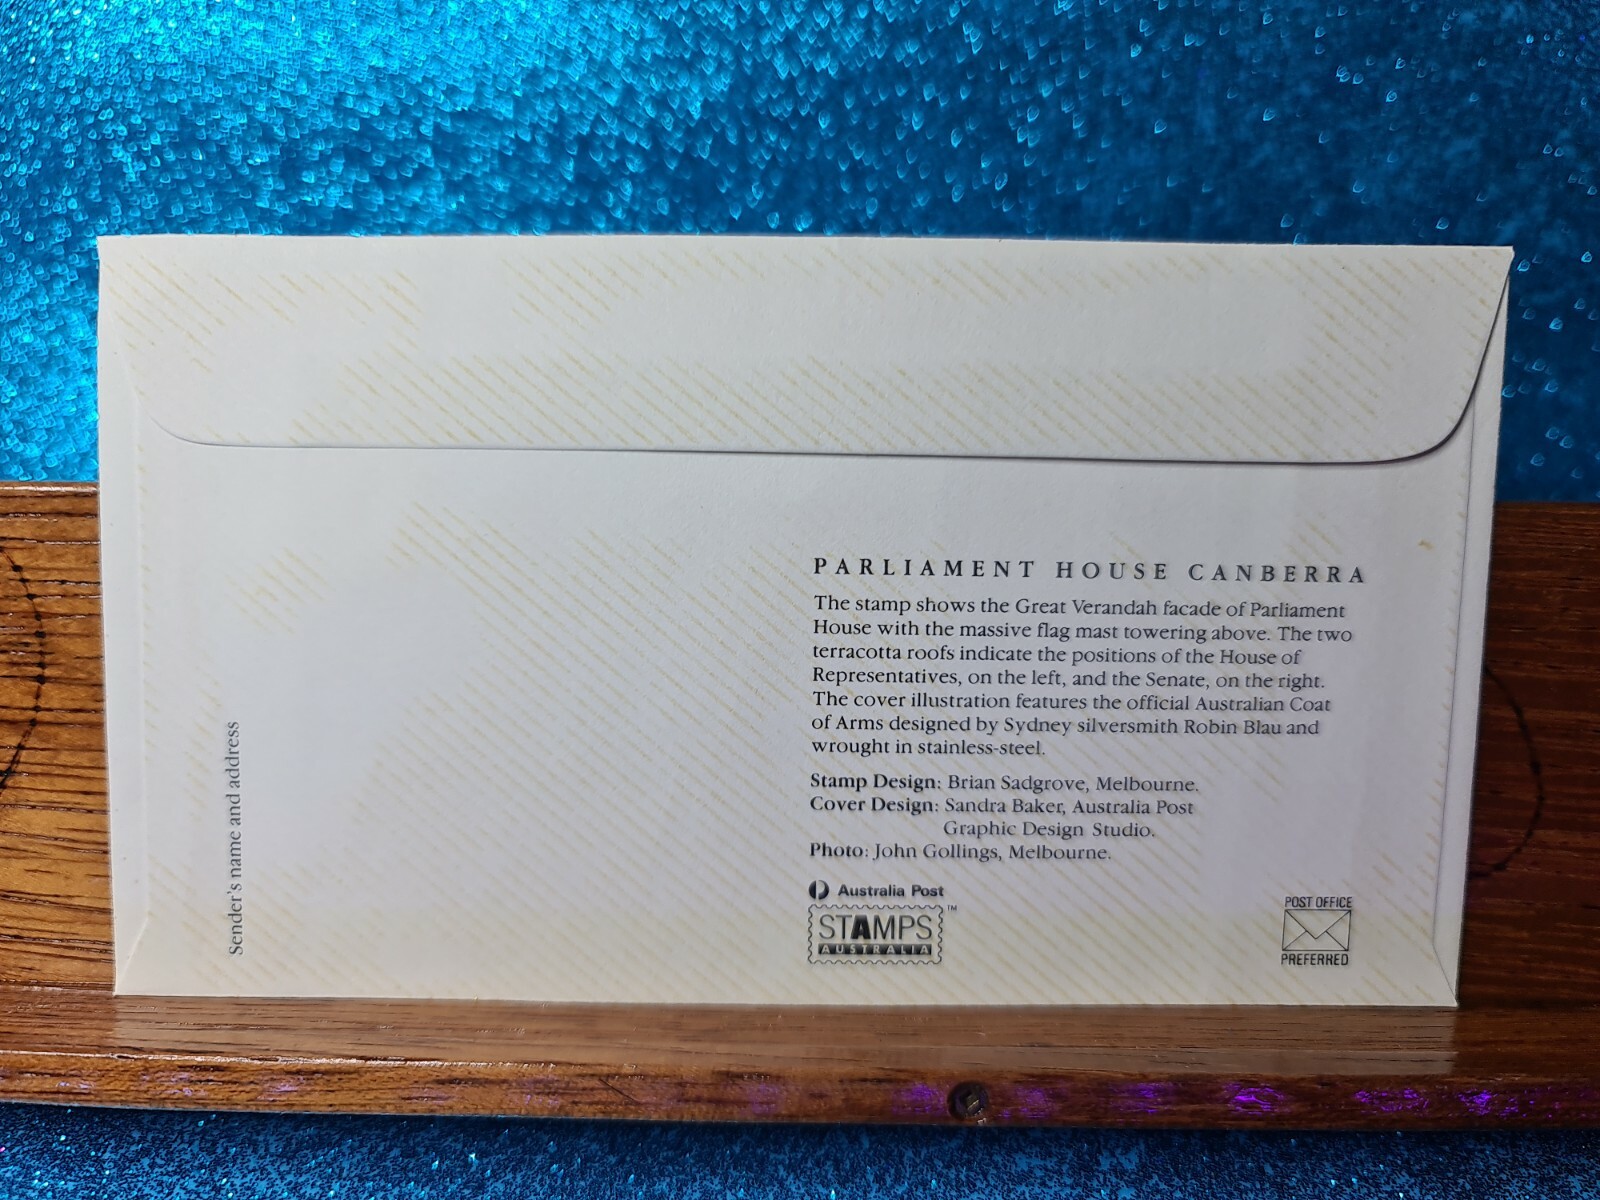 PARLIAMENT HOUSE CANBERRA
The stamp shows the Great Verandah facade of Parliament
House with the massive flag mast towering above. The two
terracotta roofs indicate the positions of the House of
Representatives, on the left, and the Senate, on the right.
The cover illustration features the official Australian Coat
of Arms designed by Sydney silversmith Robin Blau and
wrought in stainless-steel.
Stamp Design: Brian Sadgrove, Melbourne.
Cover Design: Sandra Baker, Australia Post
Graphic Design Studio.
Photo: John Gollings, Melbourne.
Australia Post
STAMPS™
AUSTRALIA
POST OFFICE
PREFERRED
Sender's name and address